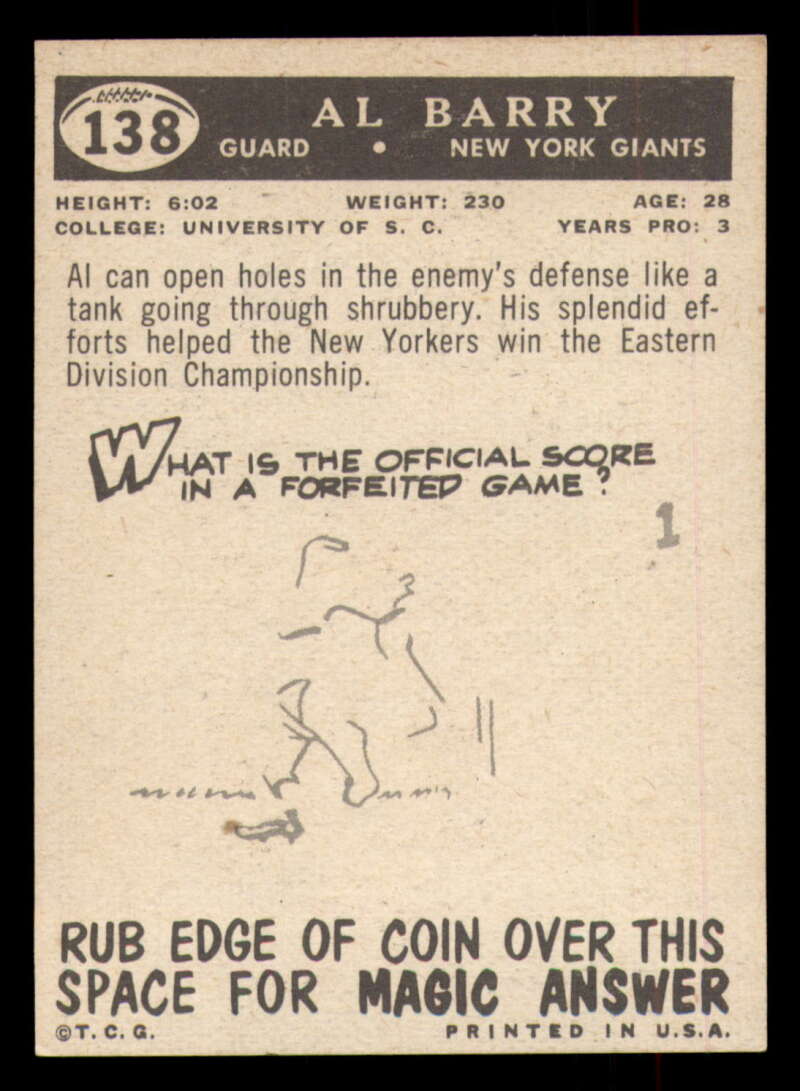 138
AL BARRY
GUARD • NEW YORK GIANTS
HEIGHT: 6:02 WEIGHT: 230 AGE: 28
COLLEGE: UNIVERSITY OF S. C. YEARS PRO: 3
Al can open holes in the enemy's defense like a
tank going through shrubbery. His splendid ef-
forts helped the New Yorkers win the Eastern
Division Championship.
WHAT IS THE OFFICIAL SCORE
IN A FORFEITED GAME?
1
RUB EDGE OF COIN OVER THIS
SPACE FOR MAGIC ANSWER
©T. C. G. PRINTED IN U.S.A.